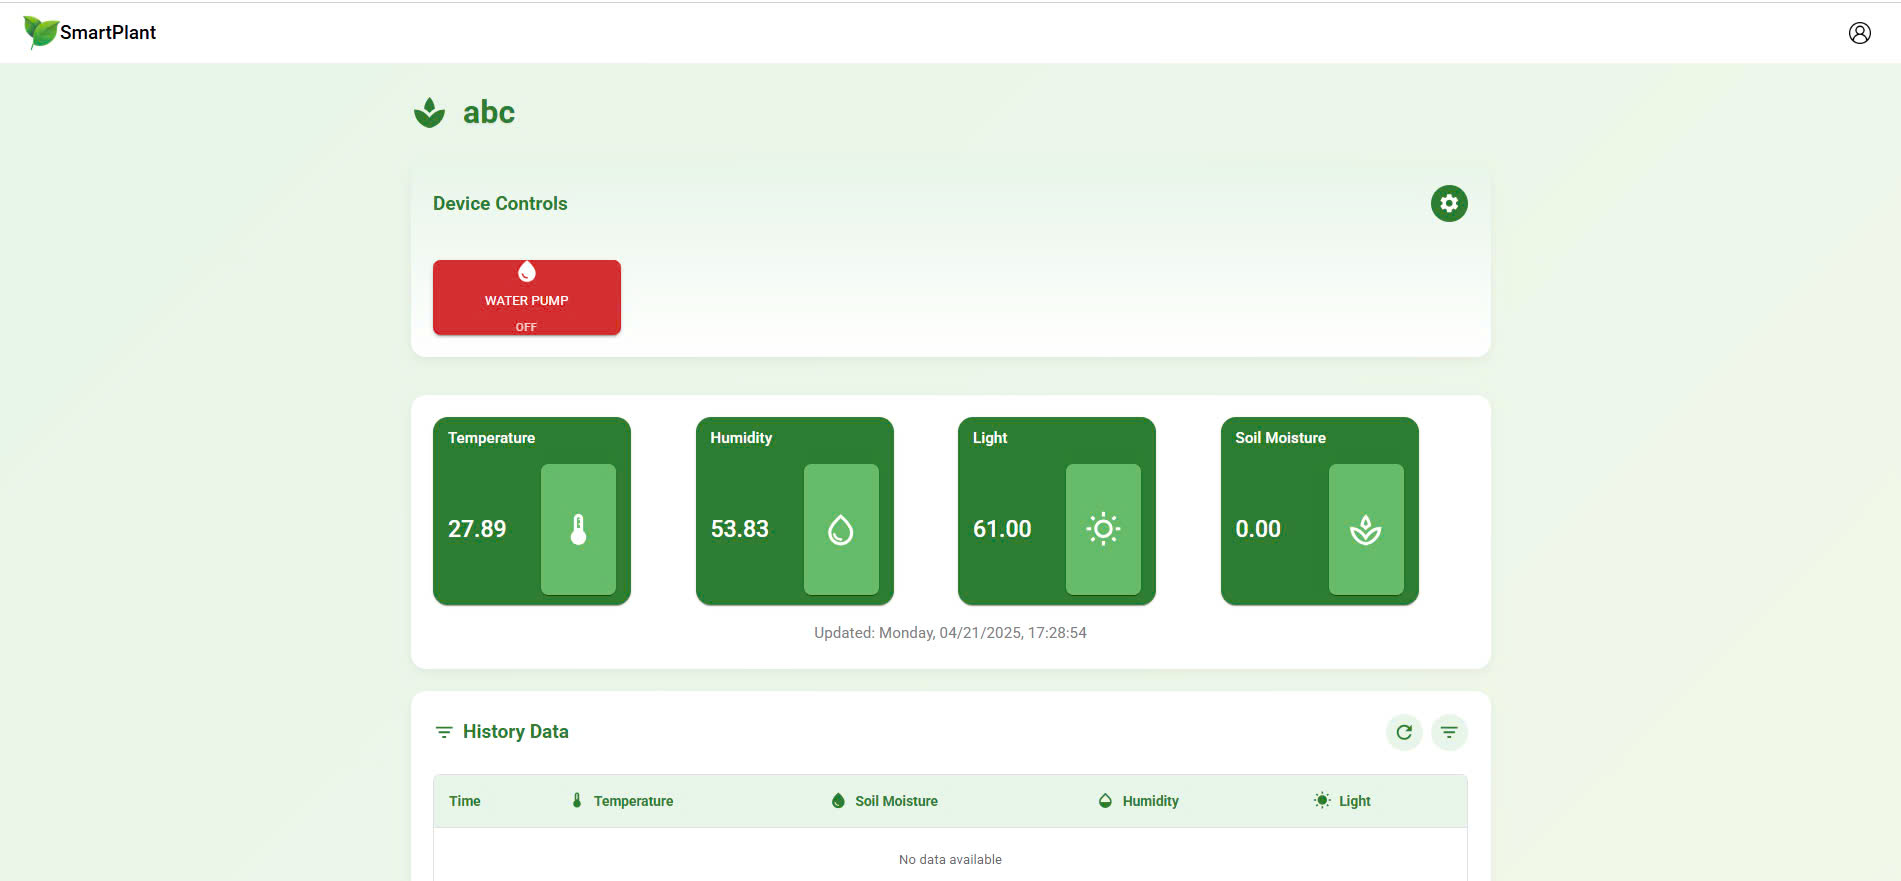 SmartPlant
abc
Device Controls
WATER PUMP
OFF
Temperature
27.89
Humidity
53.83
Light
61.00
Soil Moisture
0.00
Updated: Monday, 04/21/2025, 17:28:54
History Data
Time Temperature Soil Moisture Humidity Light
No data available